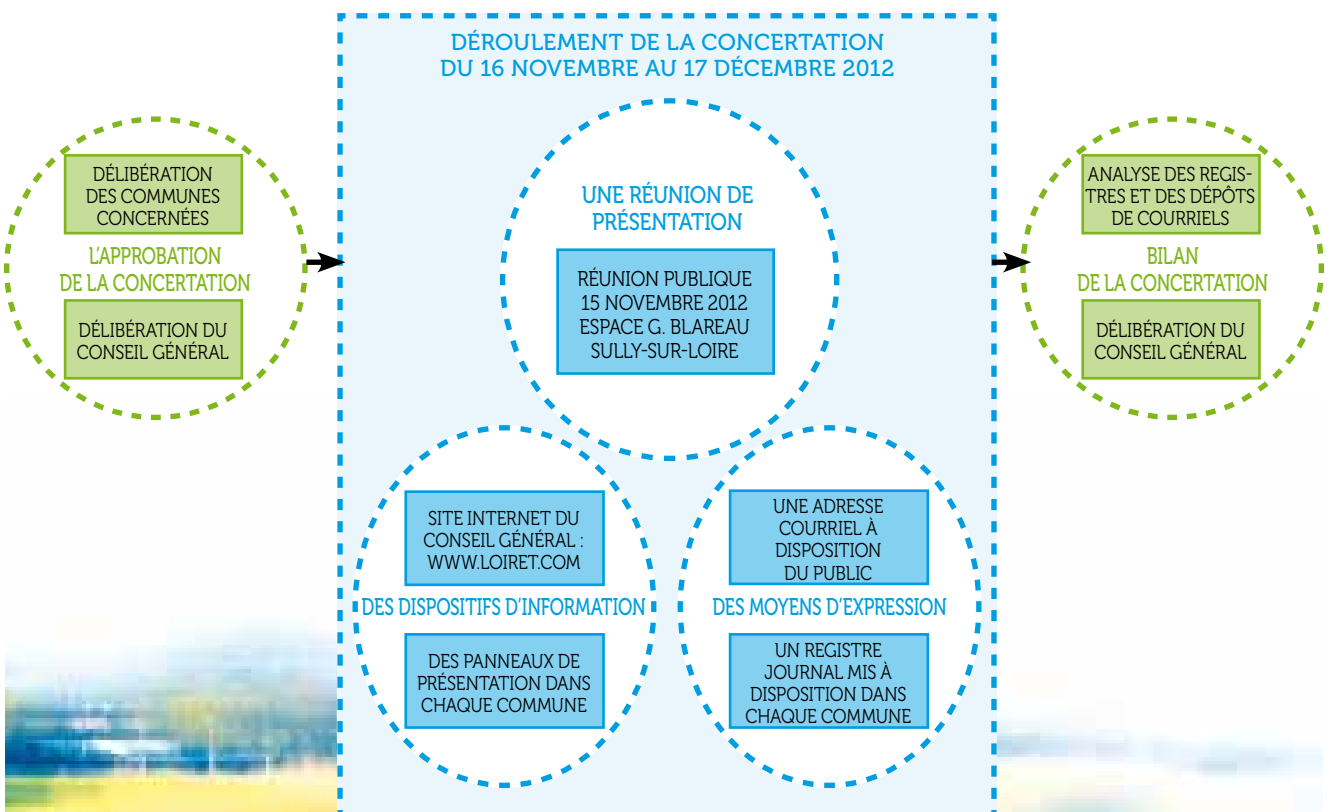 DÉROULEMENT DE LA CONCERTATION
DU 16 NOVEMBRE AU 17 DÉCEMBRE 2012
DÉLIBÉRATION
DES COMMUNES
CONCERNÉES
L'APPROBATION
DE LA CONCERTATION
DÉLIBÉRATION DU
CONSEIL GÉNÉRAL
UNE RÉUNION DE
PRÉSENTATION
RÉUNION PUBLIQUE
15 NOVEMBRE 2012
ESPACE G. BLAREAU
SULLY-SUR-LOIRE
SITE INTERNET DU
CONSEIL GÉNÉRAL :
WWW.LOIRET.COM
DES DISPOSITIFS D'INFORMATION
DES PANNEAUX DE
PRÉSENTATION DANS
CHAQUE COMMUNE
UNE ADRESSE
COURRIEL À
DISPOSITION
DU PUBLIC
DES MOYENS D'EXPRESSION
UN REGISTRE
JOURNAL MIS À
DISPOSITION DANS
CHAQUE COMMUNE
ANALYSE DES REGIS-
TRES ET DES DÉPÔTS
DE COURRIELS
BILAN
DE LA CONCERTATION
DÉLIBÉRATION DU
CONSEIL GÉNÉRAL